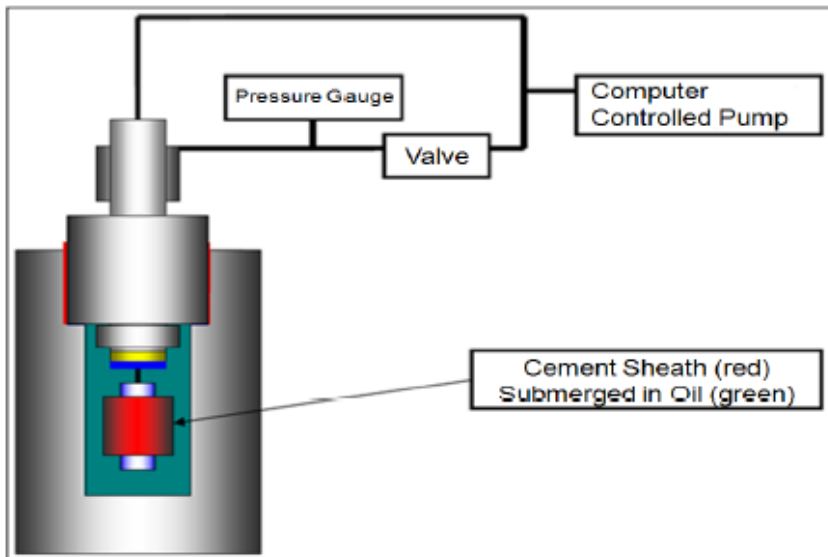 Pressure Gauge
Computer
Controlled Pump
Valve
Cement Sheath (red)
Submerged in Oil (green)